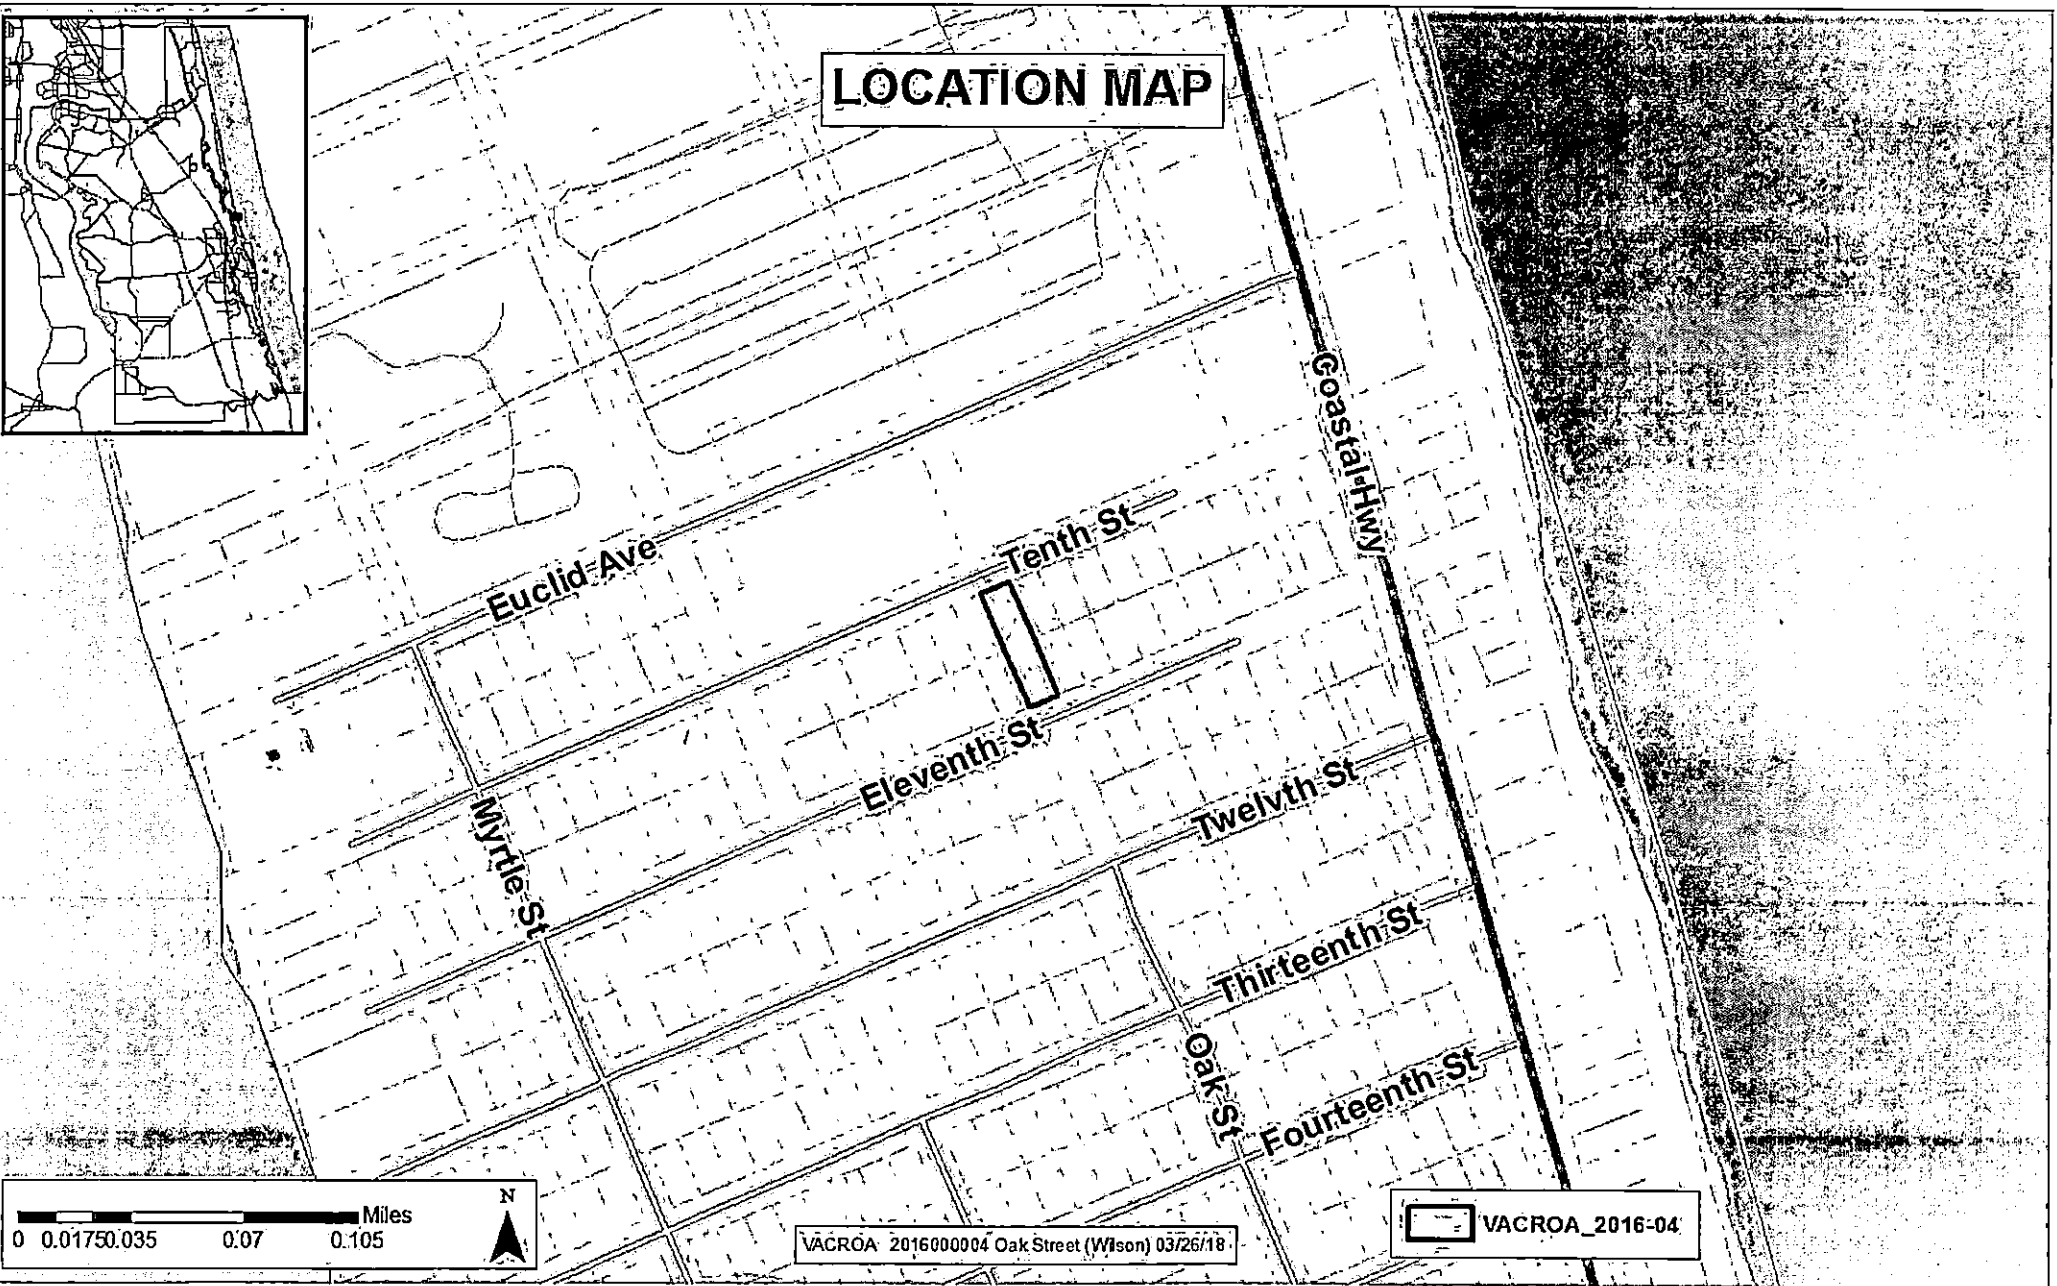 LOCATION MAP
Coastal Hwy
Tenth St
Euclid Ave
Eleventh St
Twelvth St
Myrtle St
Thirteenth St
Oak St
Fourteenth St
N
Miles
0 0.01750.035 0.07 0.105
VACROA 2016000004 Oak Street (Wilson) 03/26/18
VACROA_2016-04